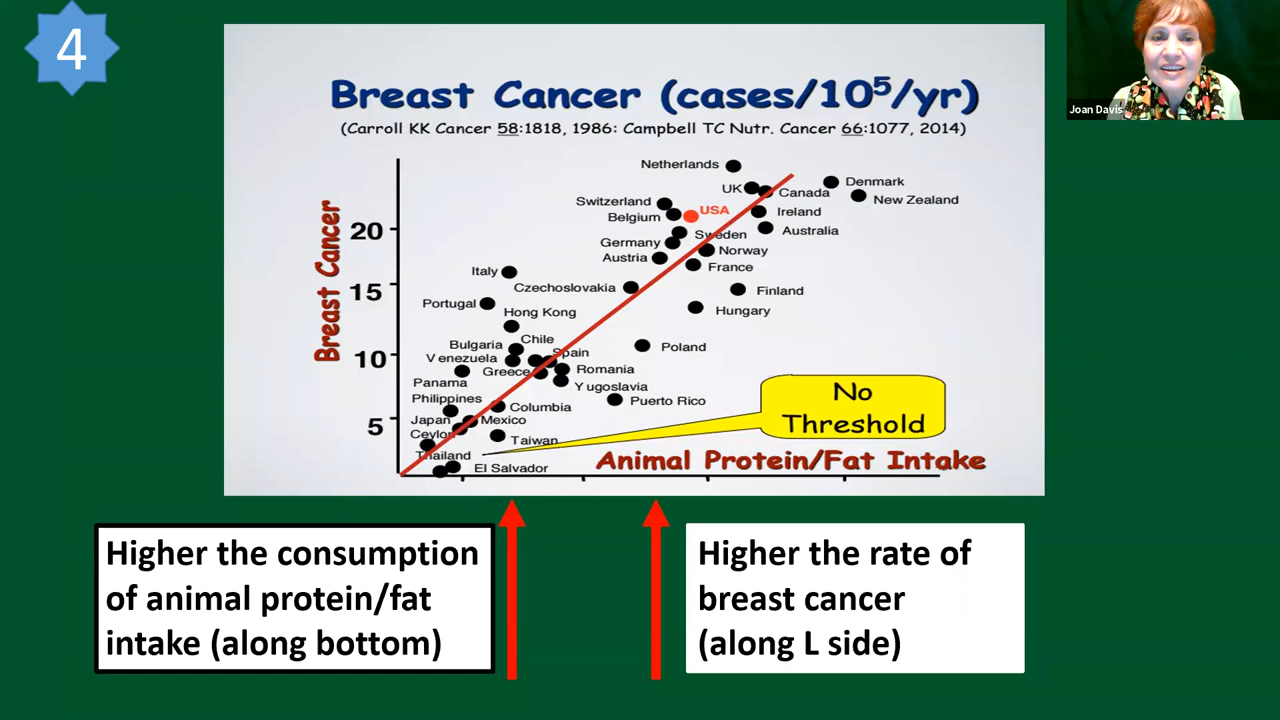 4
Joan Davis
Breast Cancer (cases/10⁵/yr)
(Carroll KK Cancer 58:1818, 1986: Campbell TC Nutr. Cancer 66:1077, 2014)
Breast Cancer
20
15
10
5
Netherlands
UK
Canada
Denmark
New Zealand
Switzerland
Belgium
USA
Ireland
Australia
Sweden
Germany
Norway
Austria
France
Italy
Czechoslovakia
Finland
Portugal
Hong Kong
Hungary
Chile
Bulgaria
Spain
Poland
V enezuela
Greece
Romania
Panama
Y ugoslavia
Philippines
Columbia
Puerto Rico
Japan
Mexico
Ceylon
Taiwan
Thailand
El Salvador
No
Threshold
Animal Protein/Fat Intake
Higher the consumption
of animal protein/fat
intake (along bottom)
Higher the rate of
breast cancer
(along L side)